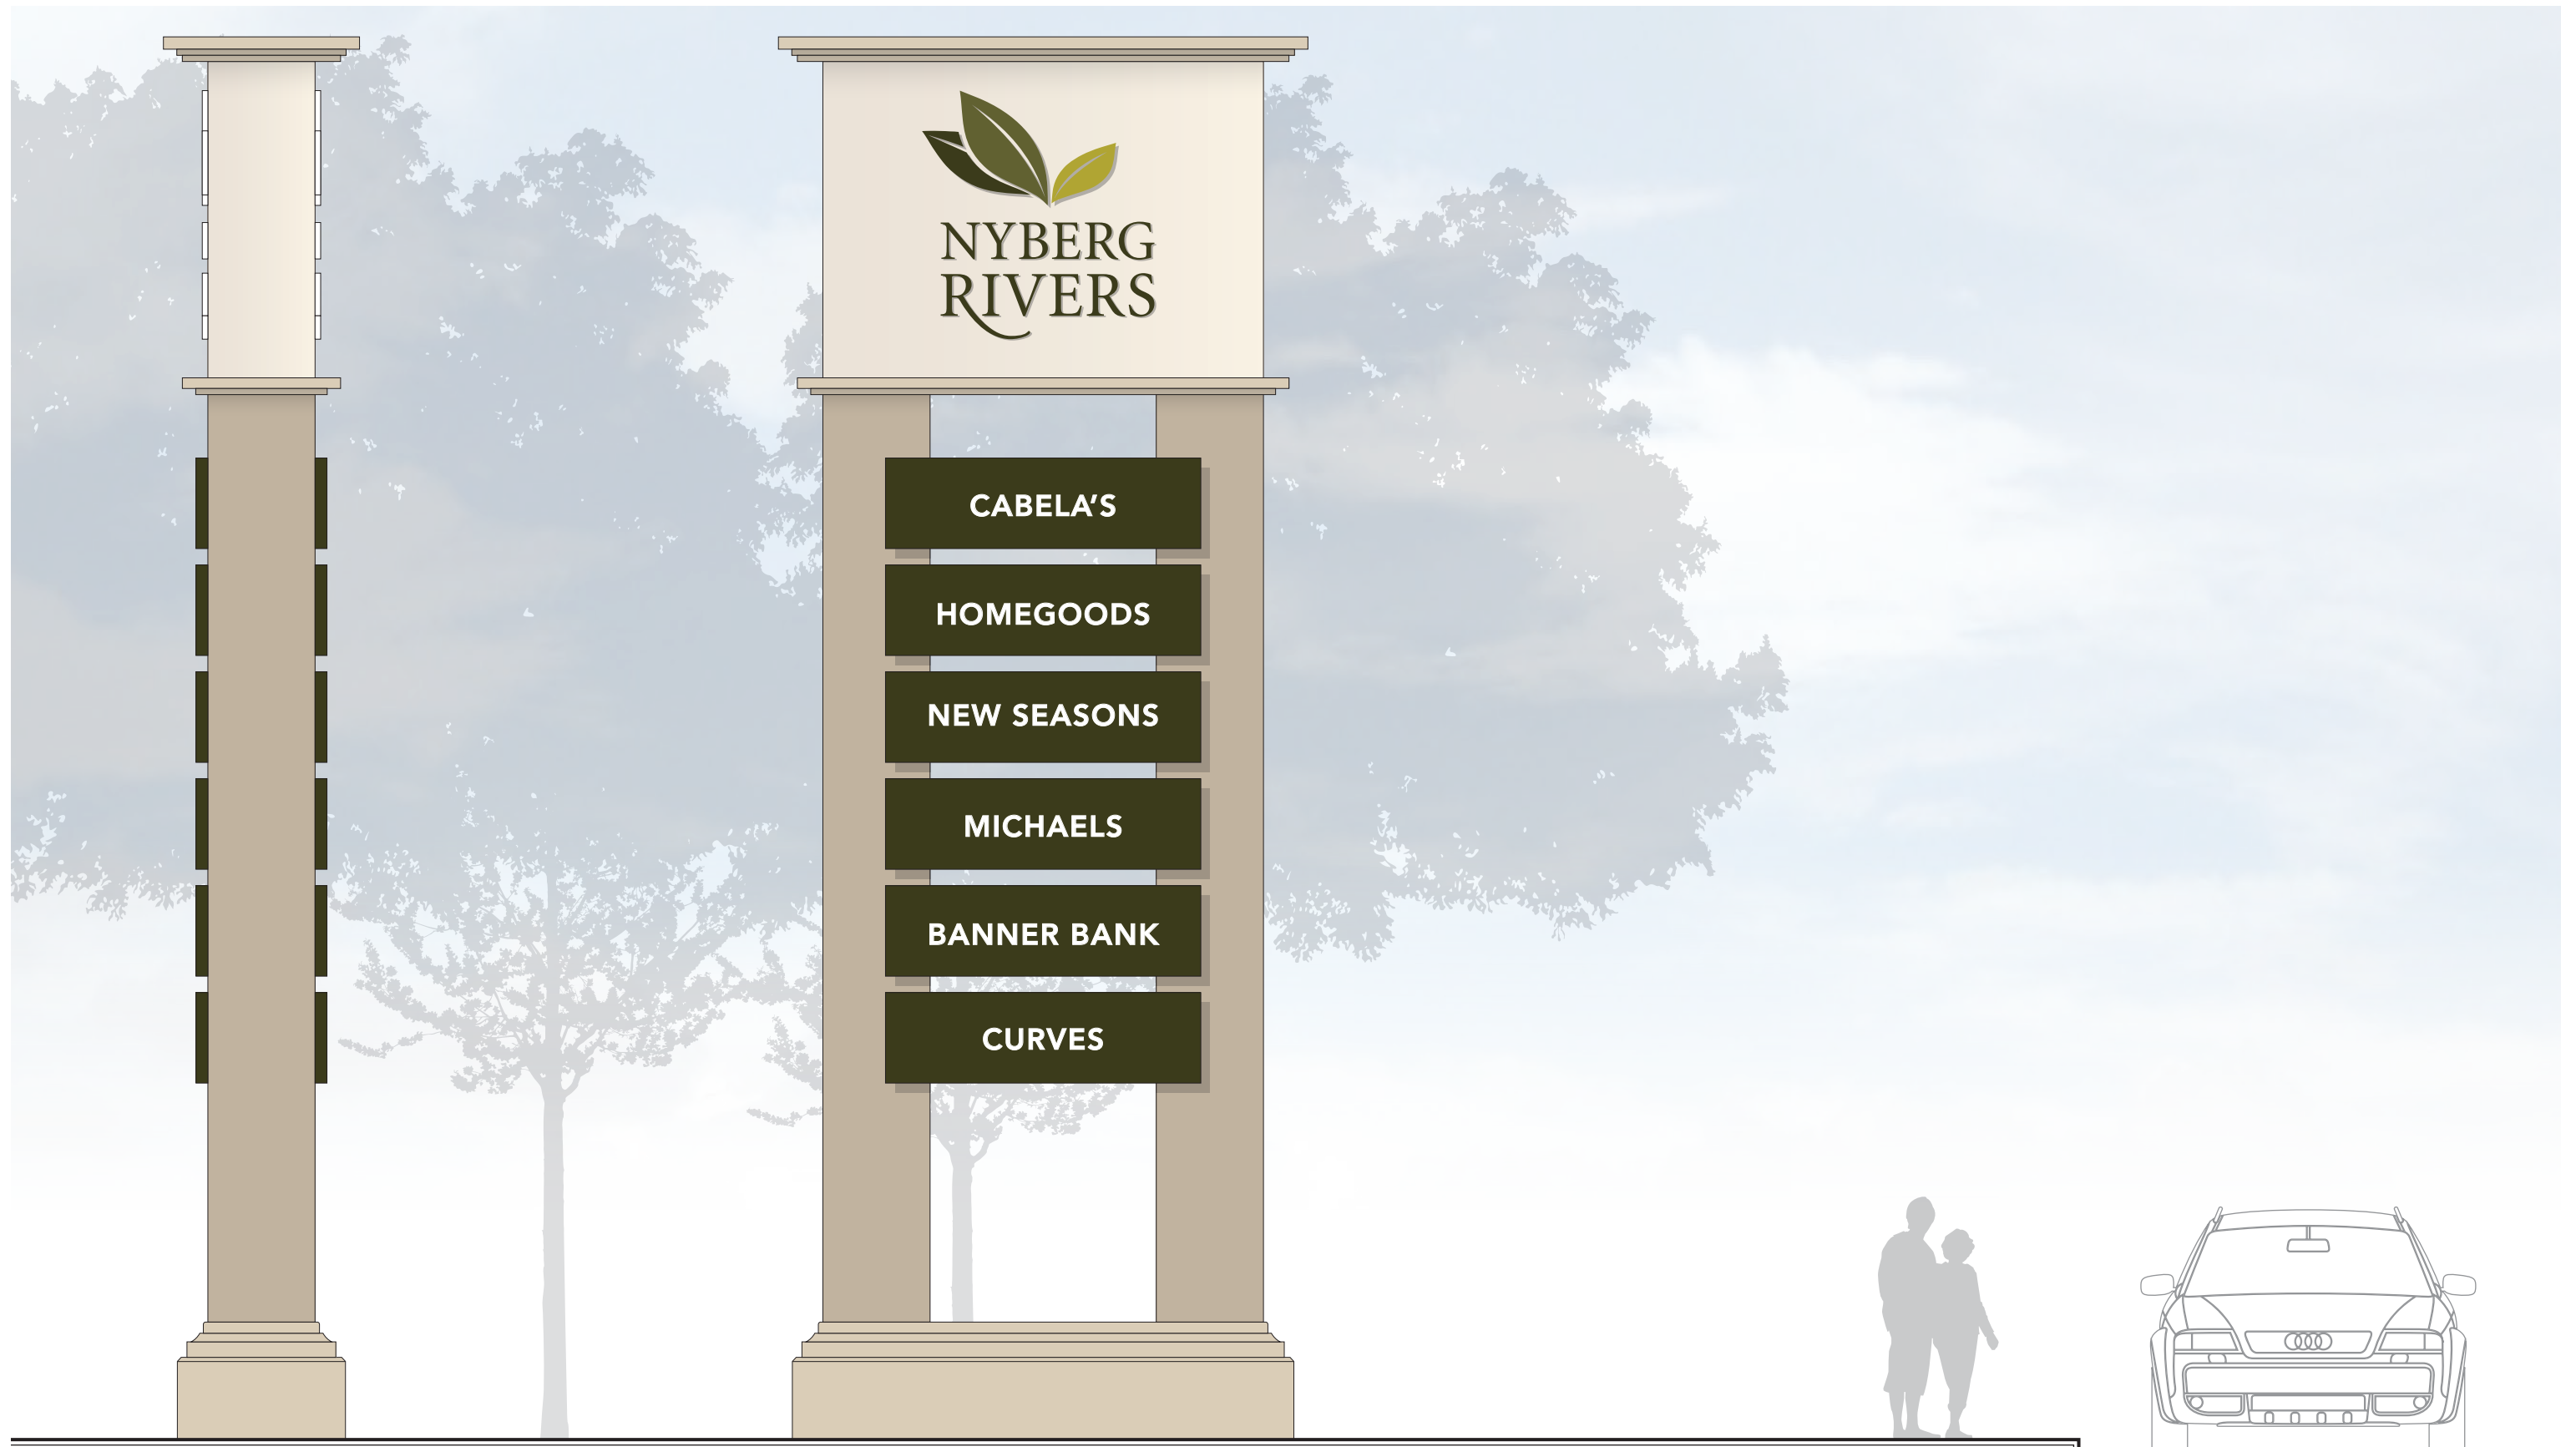 NYBERG
RIVERS
CABELA’S
HOMEGOODS
NEW SEASONS
MICHAELS
BANNER BANK
CURVES